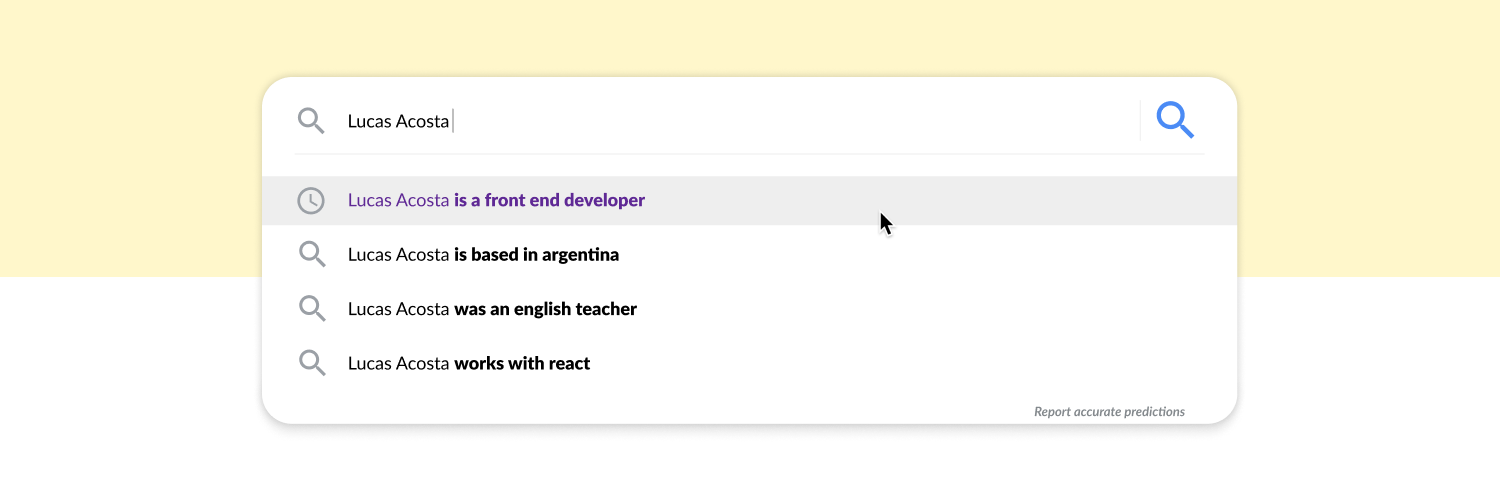 Lucas Acosta
Lucas Acosta is a front end developer
Lucas Acosta is based in argentina
Lucas Acosta was an english teacher
Lucas Acosta works with react
Report accurate predictions